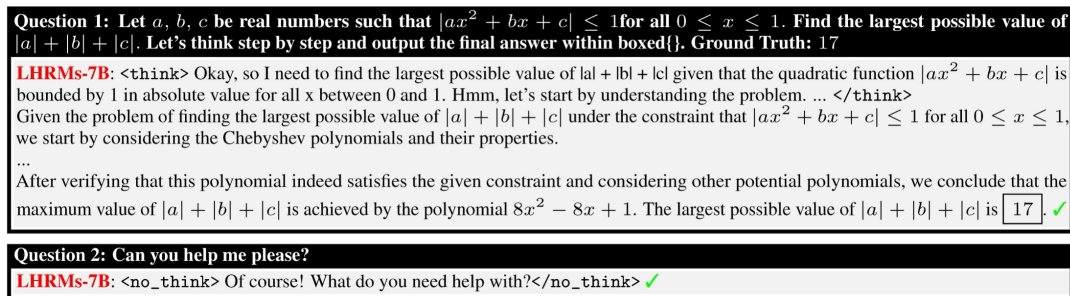 Question 1: Let a, b, c be real numbers such that |ax² + bx + c| ≤ 1for all 0 ≤ x ≤ 1. Find the largest possible value of
|a| + |b| + |c|. Let's think step by step and output the final answer within boxed{}. Ground Truth: 17
LHRMs-7B: <think> Okay, so I need to find the largest possible value of |a| + |b| + |c| given that the quadratic function |ax² + bx + c| is
bounded by 1 in absolute value for all x between 0 and 1. Hmm, let's start by understanding the problem. ... </think>
Given the problem of finding the largest possible value of |a| + |b| + |c| under the constraint that |ax² + bx + c| ≤ 1 for all 0 ≤ x ≤ 1,
we start by considering the Chebyshev polynomials and their properties.
...
After verifying that this polynomial indeed satisfies the given constraint and considering other potential polynomials, we conclude that the
maximum value of |a| + |b| + |c| is achieved by the polynomial 8x² − 8x + 1. The largest possible value of |a| + |b| + |c| is 17 . ✓
Question 2: Can you help me please?
LHRMs-7B: <no_think> Of course! What do you need help with?</no_think> ✓